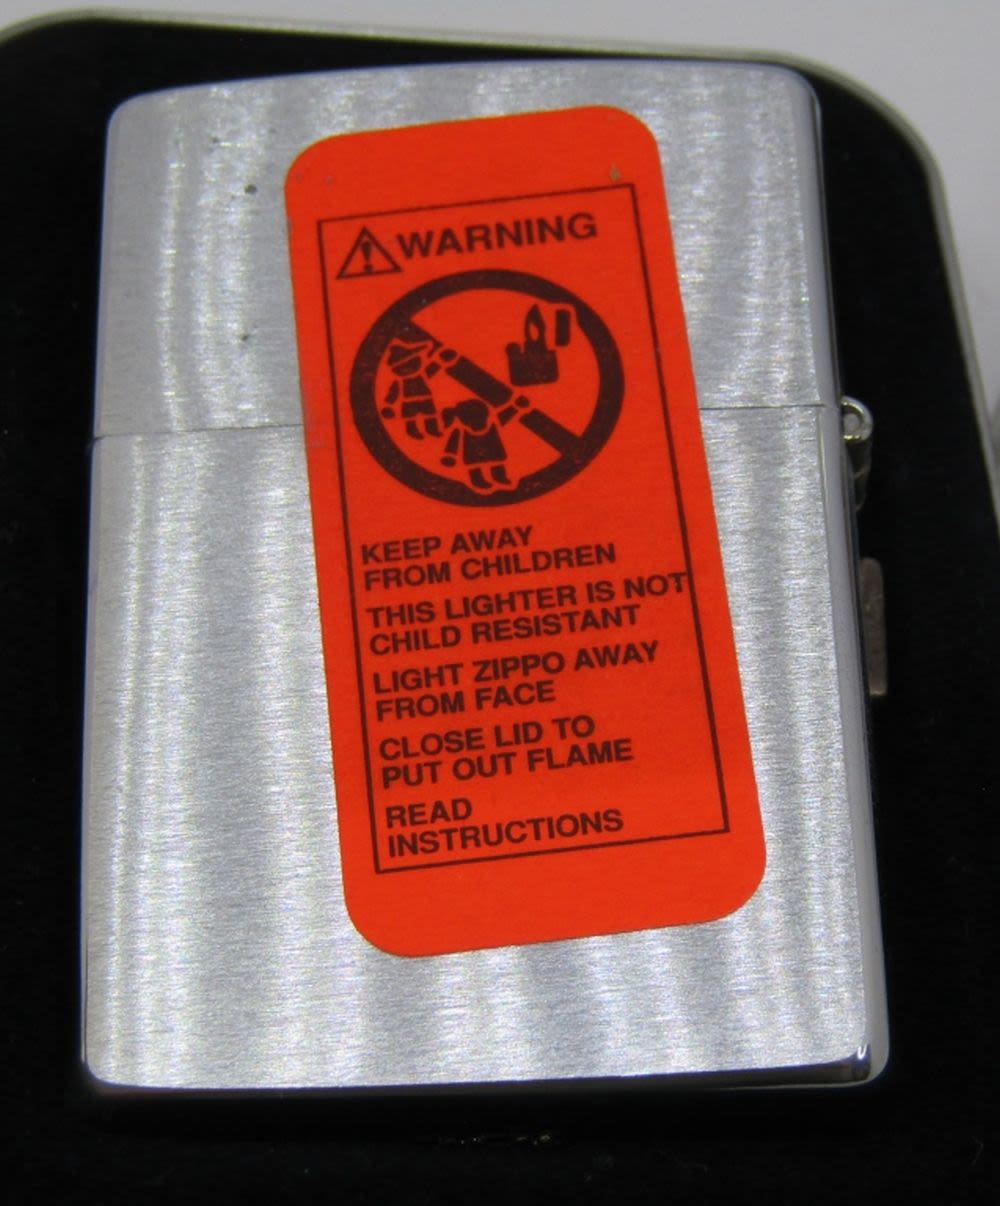 WARNING
KEEP AWAY
FROM CHILDREN
THIS LIGHTER IS NOT
CHILD RESISTANT
LIGHT ZIPPO AWAY
FROM FACE
CLOSE LID TO
PUT OUT FLAME
READ
INSTRUCTIONS